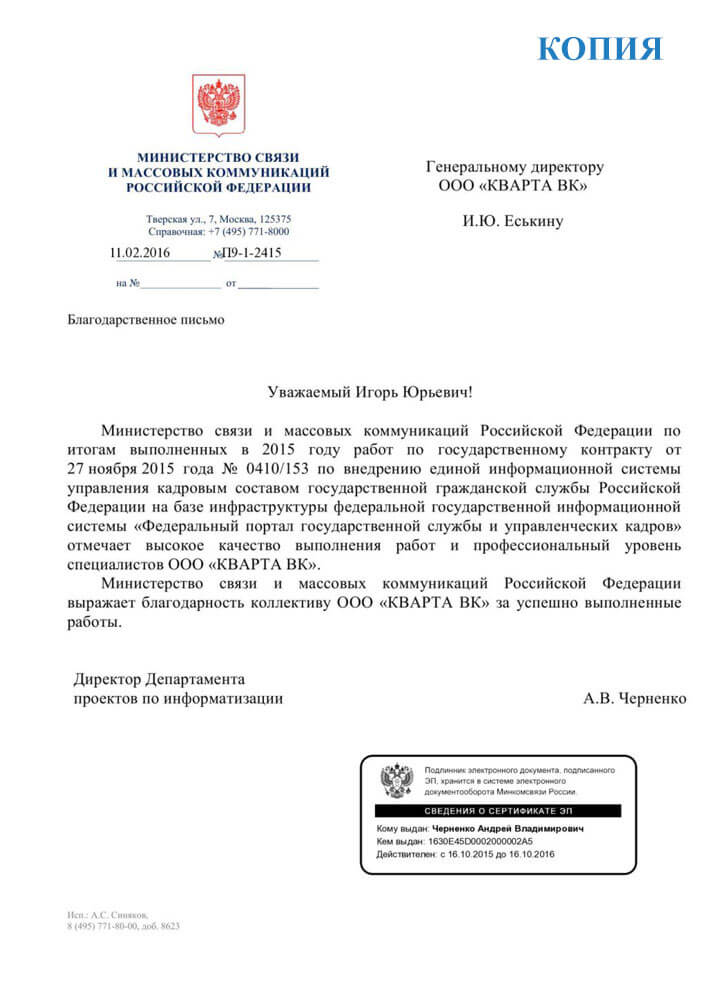 КОПИЯ
МИНИСТЕРСТВО СВЯЗИ
И МАССОВЫХ КОММУНИКАЦИЙ
РОССИЙСКОЙ ФЕДЕРАЦИИ
Тверская ул., 7, Москва, 125375
Справочная: +7 (495) 771-8000
11.02.2016 №П9-1-2415
на № от
Генеральному директору
ООО «КВАРТА ВК»
И.Ю. Еськину
Благодарственное письмо
Уважаемый Игорь Юрьевич!
Министерство связи и массовых коммуникаций Российской Федерации по
итогам выполненных в 2015 году работ по государственному контракту от
27 ноября 2015 года № 0410/153 по внедрению единой информационной системы
управления кадровым составом государственной гражданской службы Российской
Федерации на базе инфраструктуры федеральной государственной информационной
системы «Федеральный портал государственной службы и управленческих кадров»
отмечает высокое качество выполнения работ и профессиональный уровень
специалистов ООО «КВАРТА ВК».
Министерство связи и массовых коммуникаций Российской Федерации
выражает благодарность коллективу ООО «КВАРТА ВК» за успешно выполненные
работы.
Директор Департамента
проектов по информатизации А.В. Черненко
Подлинник электронного документа, подписанного
ЭП, хранится в системе электронного
документооборота Минкомсвязи России.
СВЕДЕНИЯ О СЕРТИФИКАТЕ ЭП
Кому выдан: Черненко Андрей Владимирович
Кем выдан: 1630E45D0002000002A5
Действителен: с 16.10.2015 до 16.10.2016
Исп.: А.С. Синяков,
8 (495) 771-80-00, доб. 8623